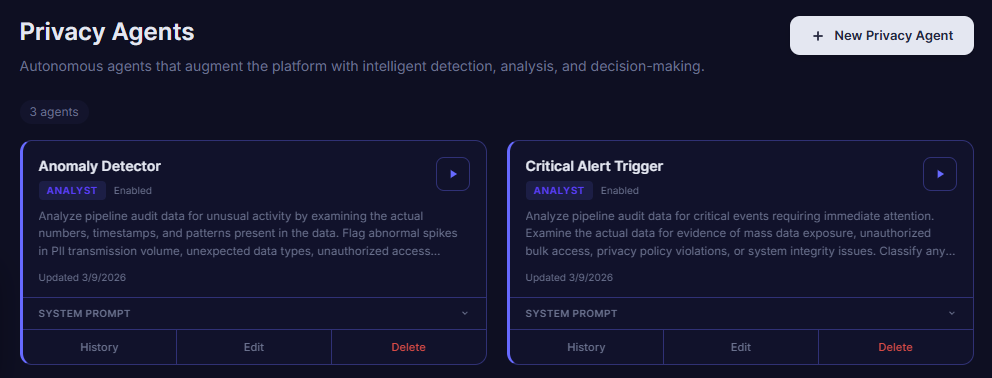 Privacy Agents
+ New Privacy Agent
Autonomous agents that augment the platform with intelligent detection, analysis, and decision-making.
3 agents
Anomaly Detector
ANALYST Enabled
Analyze pipeline audit data for unusual activity by examining the actual
numbers, timestamps, and patterns present in the data. Flag abnormal spikes
in PII transmission volume, unexpected data types, unauthorized access...
Updated 3/9/2026
SYSTEM PROMPT
History Edit Delete
Critical Alert Trigger
ANALYST Enabled
Analyze pipeline audit data for critical events requiring immediate attention.
Examine the actual data for evidence of mass data exposure, unauthorized
bulk access, privacy policy violations, or system integrity issues. Classify any...
Updated 3/9/2026
SYSTEM PROMPT
History Edit Delete